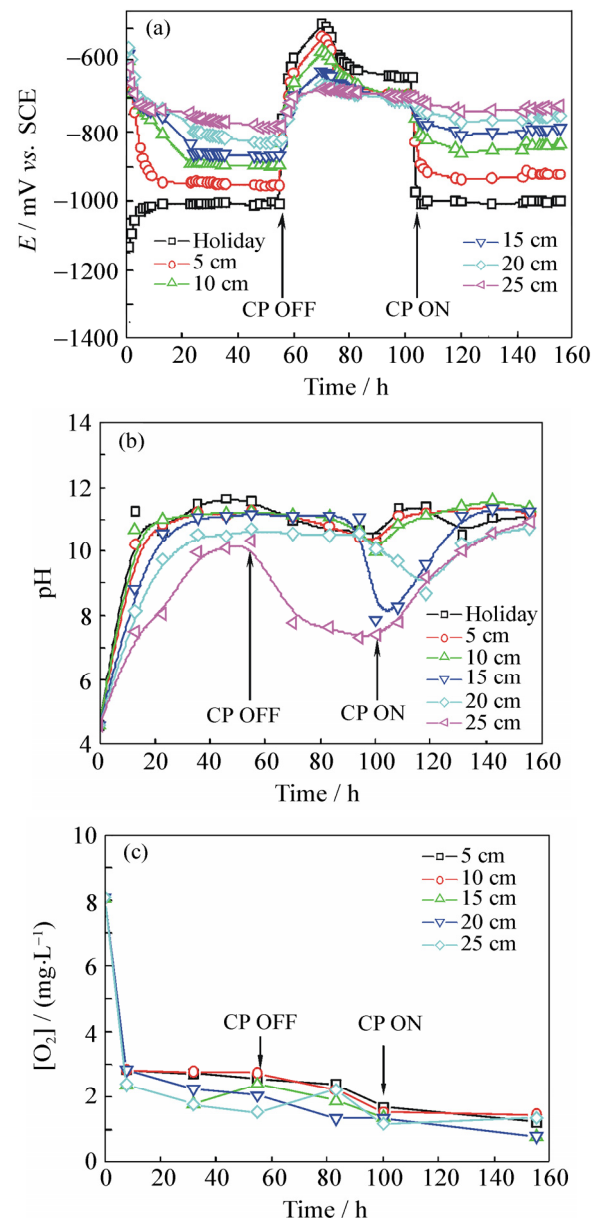 (a)
−600
−800
−1000
−1200
−1400
E / mV vs. SCE
Holiday
5 cm
10 cm
15 cm
20 cm
25 cm
CP OFF
CP ON
0 20 40 60 80 100 120 140 160
Time / h
(b)
14
12
10
8
6
4
pH
Holiday
5 cm
10 cm
15 cm
20 cm
25 cm
CP OFF
CP ON
0 20 40 60 80 100 120 140 160
Time / h
(c)
10
8
6
4
2
0
[O₂] / (mg·L⁻¹)
5 cm
10 cm
15 cm
20 cm
25 cm
CP OFF
CP ON
0 20 40 60 80 100 120 140 160
Time / h